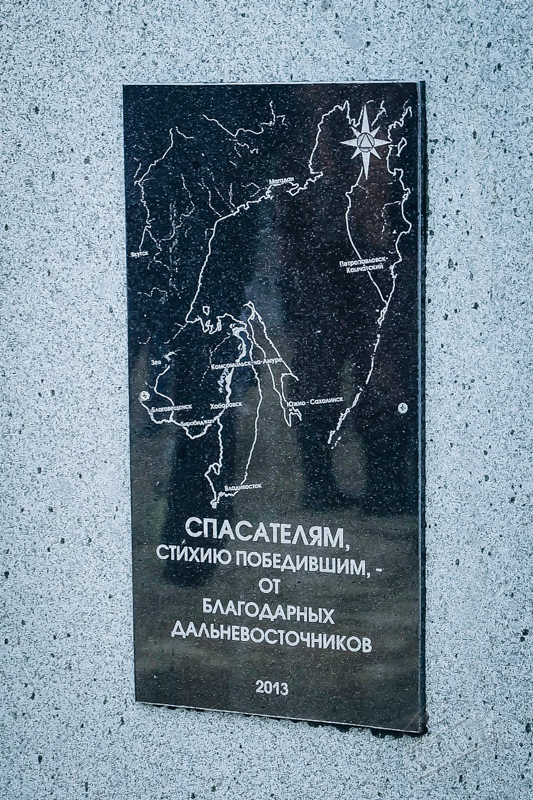 Магадан
Якутск
Петропавловск-
Камчатский
Зея
Комсомольск-на-Амуре
Благовещенск
Хабаровск
Южно - Сахалинск
Биробиджан
Владивосток
СПАСАТЕЛЯМ,
СТИХИЮ ПОБЕДИВШИМ, -
ОТ
БЛАГОДАРНЫХ
ДАЛЬНЕВОСТОЧНИКОВ
2013